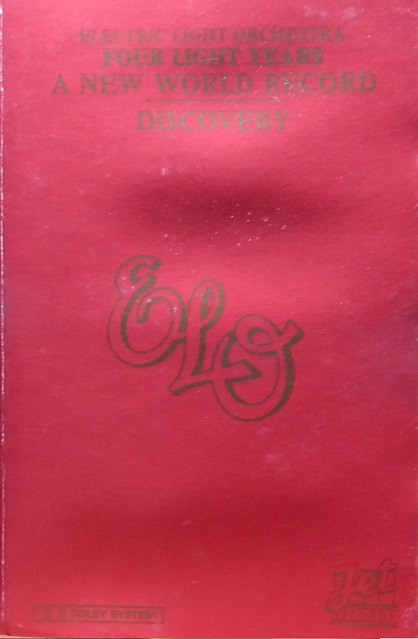 ELECTRIC LIGHT ORCHESTRA
FOUR LIGHT YEARS
A NEW WORLD RECORD
DISCOVERY
ELO
Jet
DOLBY SYSTEM